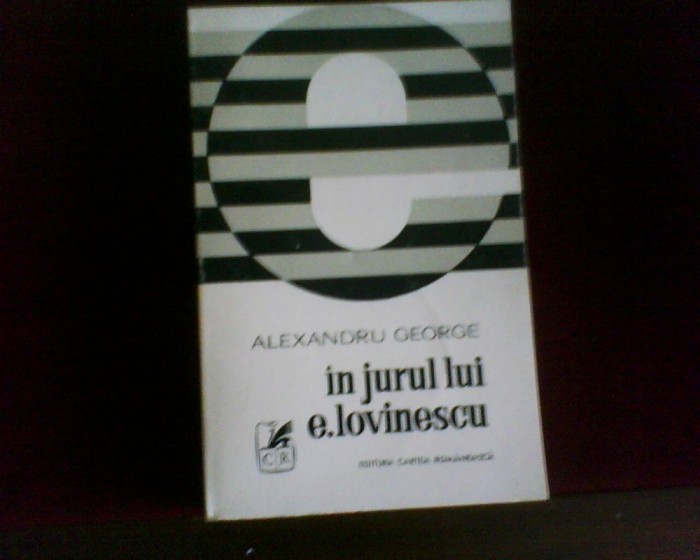 e
ALEXANDRU GEORGE
in jurul lui
e.lovinescu
CR
EDITURA CARTEA ROMÂNEASCĂ